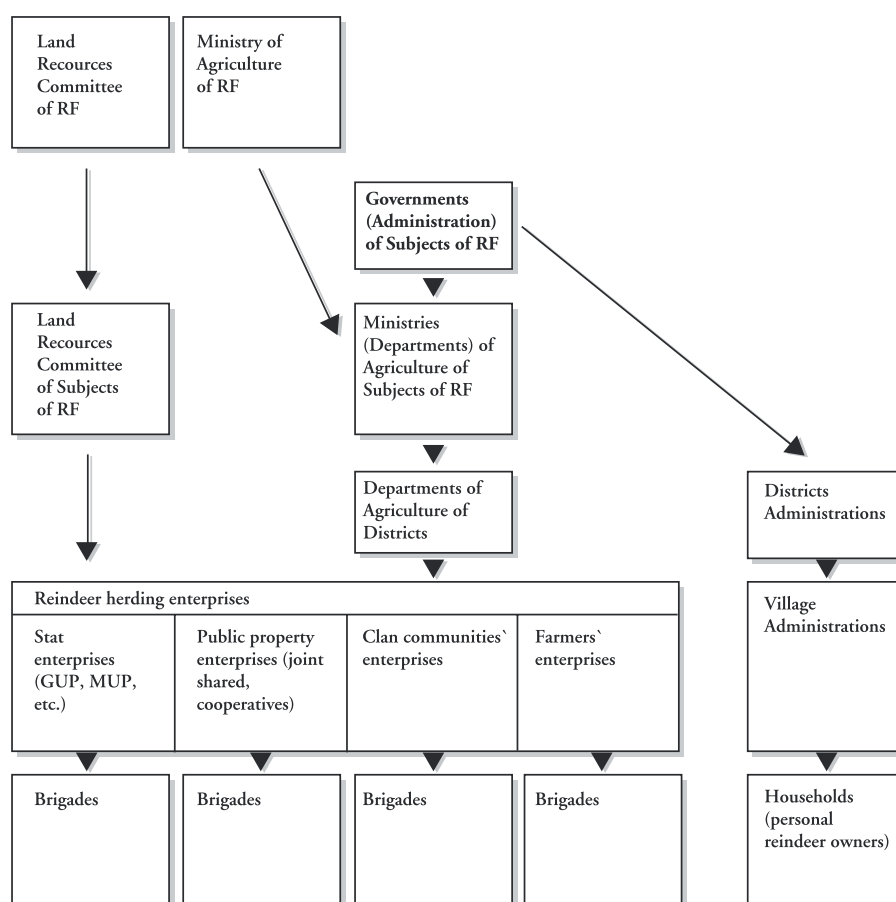 Land
Recources
Committee
of RF
Ministry of
Agriculture
of RF
Governments
(Administration)
of Subjects of RF
Land
Recources
Committee
of Subjects
of RF
Ministries
(Departments) of
Agriculture of
Subjects of RF
Departments of
Agriculture of
Districts
Districts
Administrations
Reindeer herding enterprises
Stat
enterprises
(GUP, MUP,
etc.)
Public property
enterprises (joint
shared,
cooperatives)
Clan communities`
enterprises
Farmers`
enterprises
Village
Administrations
Brigades
Brigades
Brigades
Brigades
Households
(personal
reindeer owners)